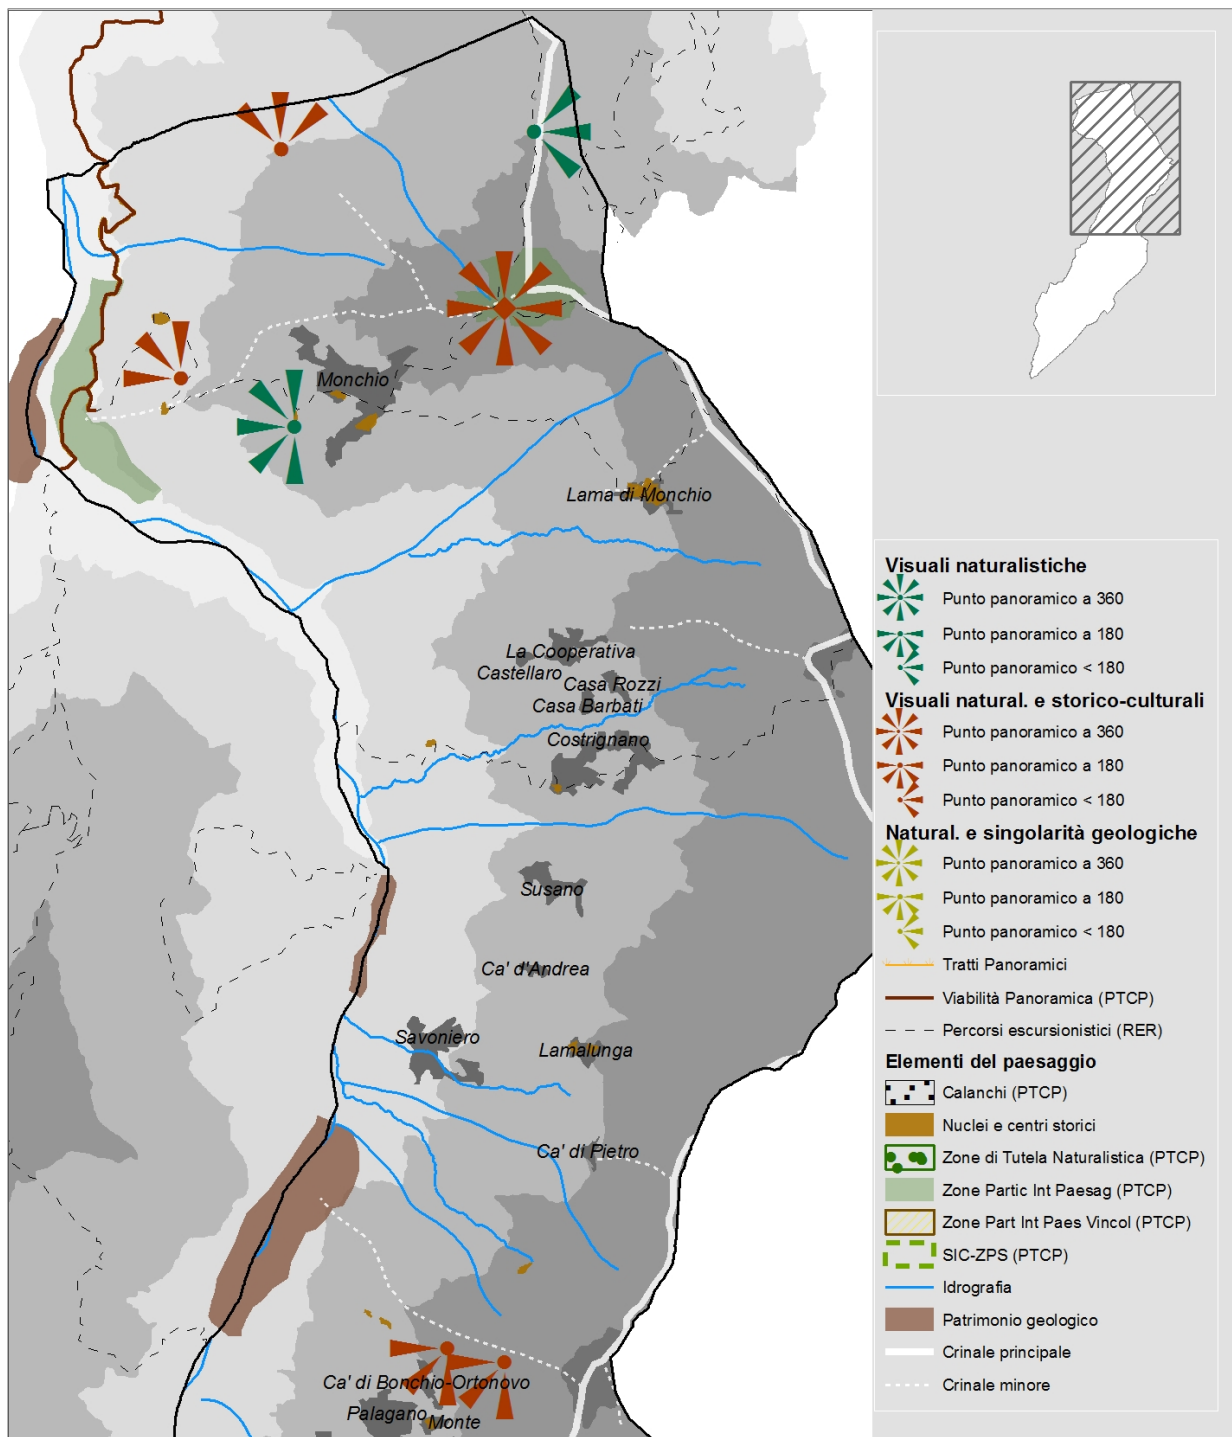 Monchio
Lama di Monchio
La Cooperativa
Castellaro
Casa Rozzi
Casa Barbati
Costrignano
Susano
Ca' d'Andrea
Savoniero
Lamalunga
Ca' di Pietro
Ca' di Bonchio-Ortonovo
Palagano
Monte
Visuali naturalistiche
Punto panoramico a 360
Punto panoramico a 180
Punto panoramico < 180
Visuali natural. e storico-culturali
Punto panoramico a 360
Punto panoramico a 180
Punto panoramico < 180
Natural. e singolarità geologiche
Punto panoramico a 360
Punto panoramico a 180
Punto panoramico < 180
Tratti Panoramici
Viabilità Panoramica (PTCP)
Percorsi escursionistici (RER)
Elementi del paesaggio
Calanchi (PTCP)
Nuclei e centri storici
Zone di Tutela Naturalistica (PTCP)
Zone Partic Int Paesag (PTCP)
Zone Part Int Paes Vincol (PTCP)
SIC-ZPS (PTCP)
Idrografia
Patrimonio geologico
Crinale principale
Crinale minore